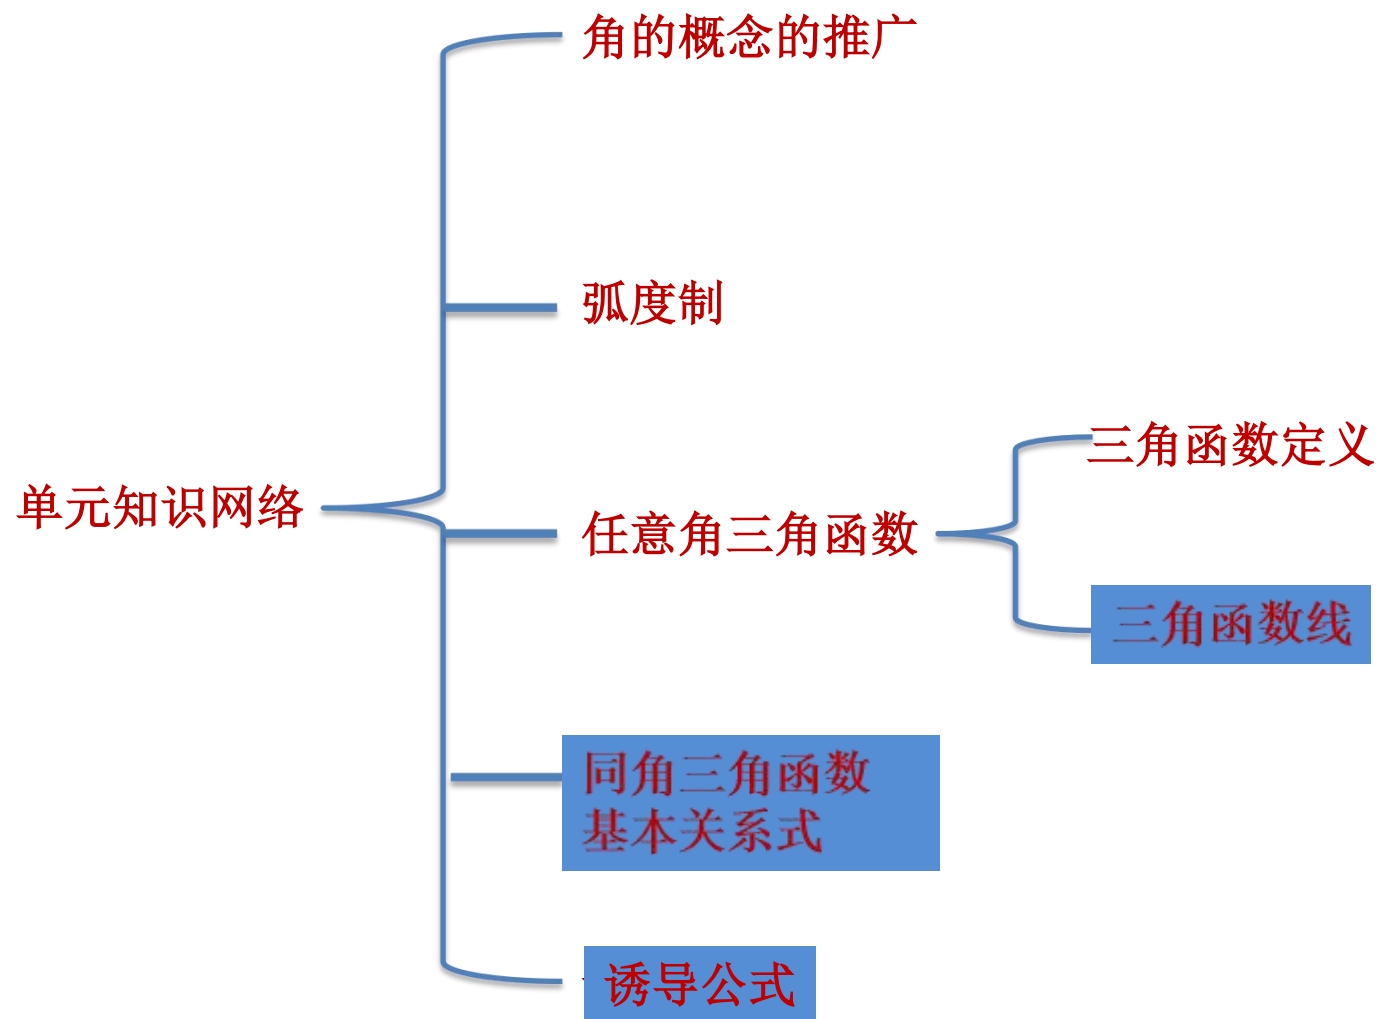 角的概念的推广
弧度制
单元知识网络
任意角三角函数
三角函数定义
三角函数线
同角三角函数
基本关系式
诱导公式